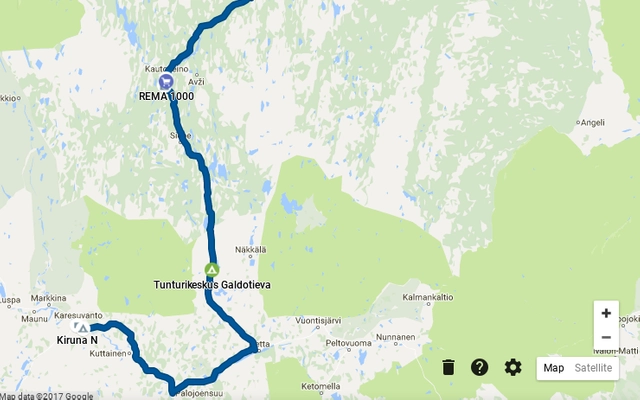 Kautokeino
Avži
REMA 1000
Angeli
Näkkälä
Tunturikeskus Galdotieva
Kalmankaltio
Markkina
Maunu
Karesuvanto
Kiruna N
Kuttainen
Vuontisjärvi
Peltovuoma
Nunnanen
Ketomella
Palojoensuu
+
−
Map Satellite
Map data ©2017 Google